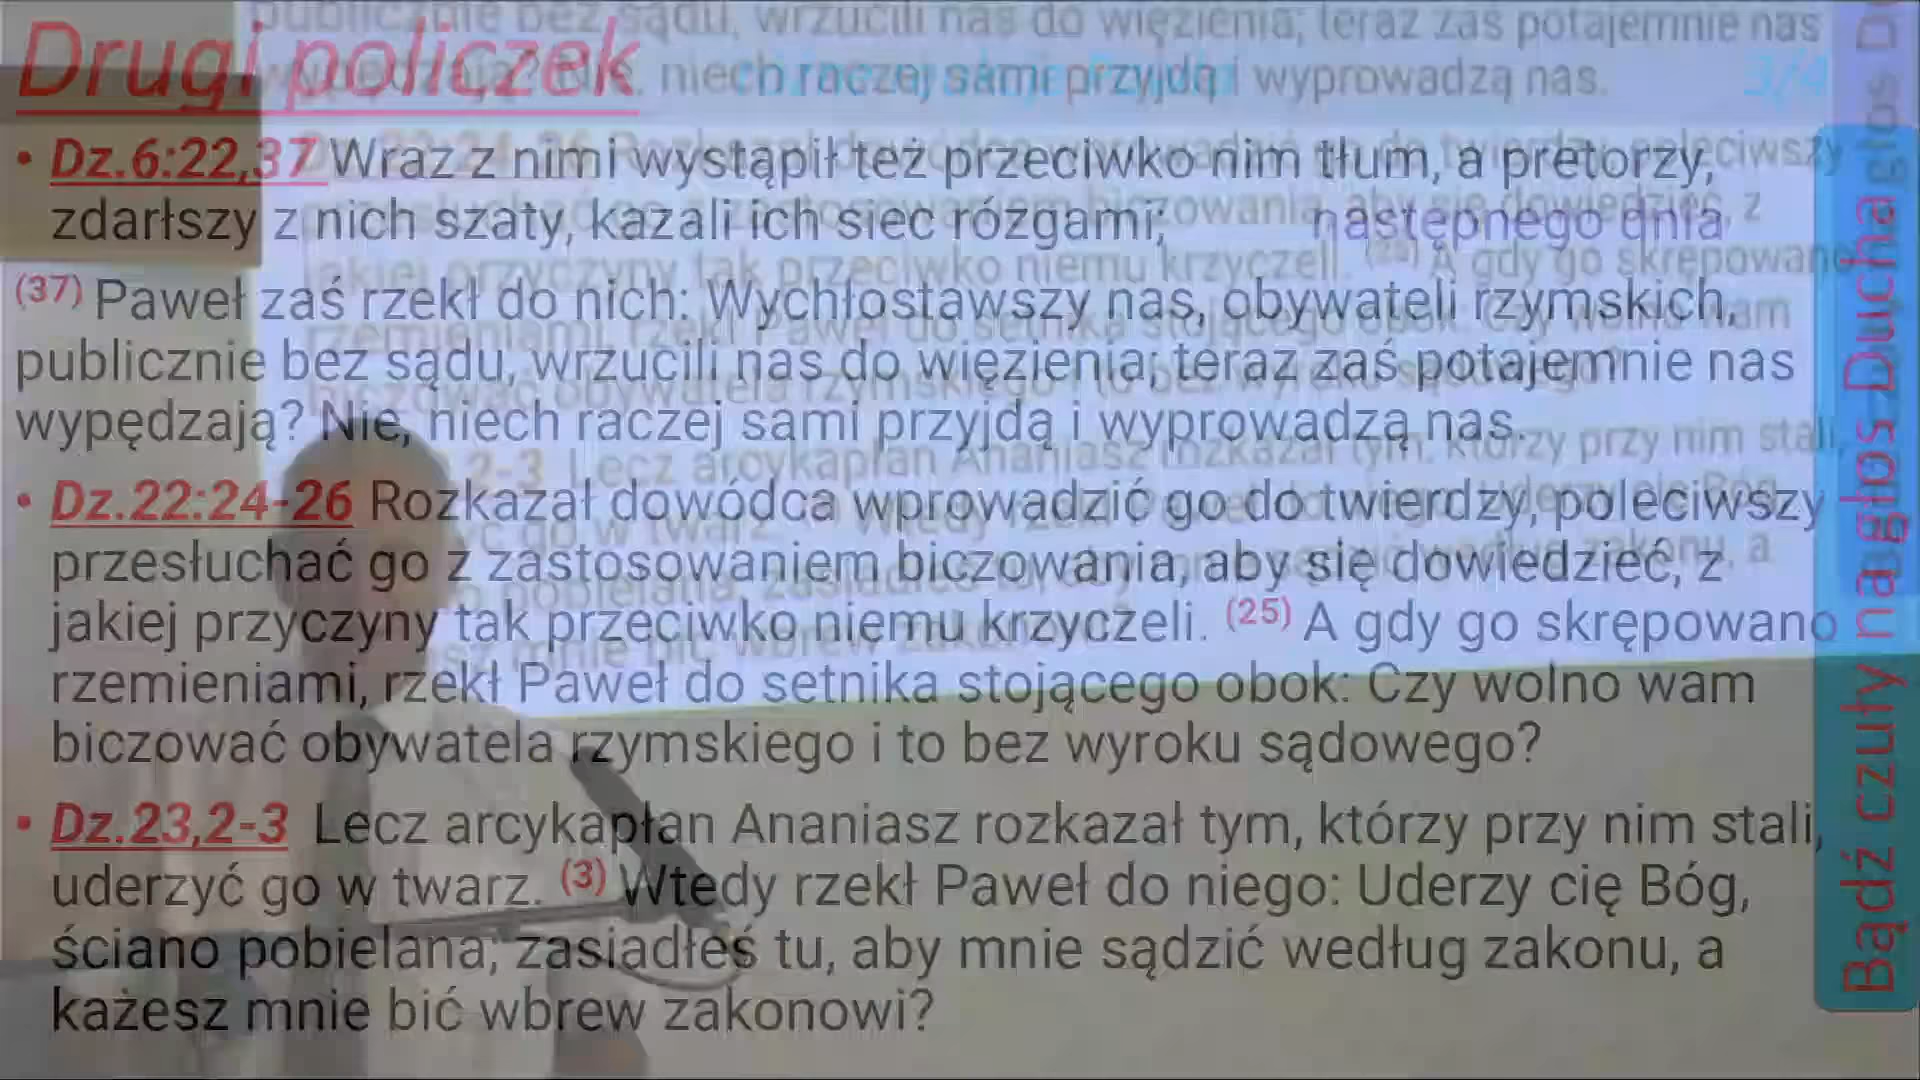 Drugi policzek
3/4
• Dz.6:22,37 Wraz z nimi wystąpił też przeciwko nim tłum, a pretorzy,
zdarłszy z nich szaty, kazali ich siec rózgami; następnego dnia
(37) Paweł zaś rzekł do nich: Wychłostawszy nas, obywateli rzymskich,
publicznie bez sądu, wrzucili nas do więzienia; teraz zaś potajemnie nas
wypędzają? Nie, niech raczej sami przyjdą i wyprowadzą nas.
• Dz.22:24-26 Rozkazał dowódca wprowadzić go do twierdzy, poleciwszy
przesłuchać go z zastosowaniem biczowania, aby się dowiedzieć, z
jakiej przyczyny tak przeciwko niemu krzyczeli. (25) A gdy go skrępowano
rzemieniami, rzekł Paweł do setnika stojącego obok: Czy wolno wam
biczować obywatela rzymskiego i to bez wyroku sądowego?
• Dz.23,2-3 Lecz arcykapłan Ananiasz rozkazał tym, którzy przy nim stali,
uderzyć go w twarz. (3) Wtedy rzekł Paweł do niego: Uderzy cię Bóg,
ściano pobielana; zasiadłeś tu, aby mnie sądzić według zakonu, a
każesz mnie bić wbrew zakonowi?
Bądź czuły na głos Ducha